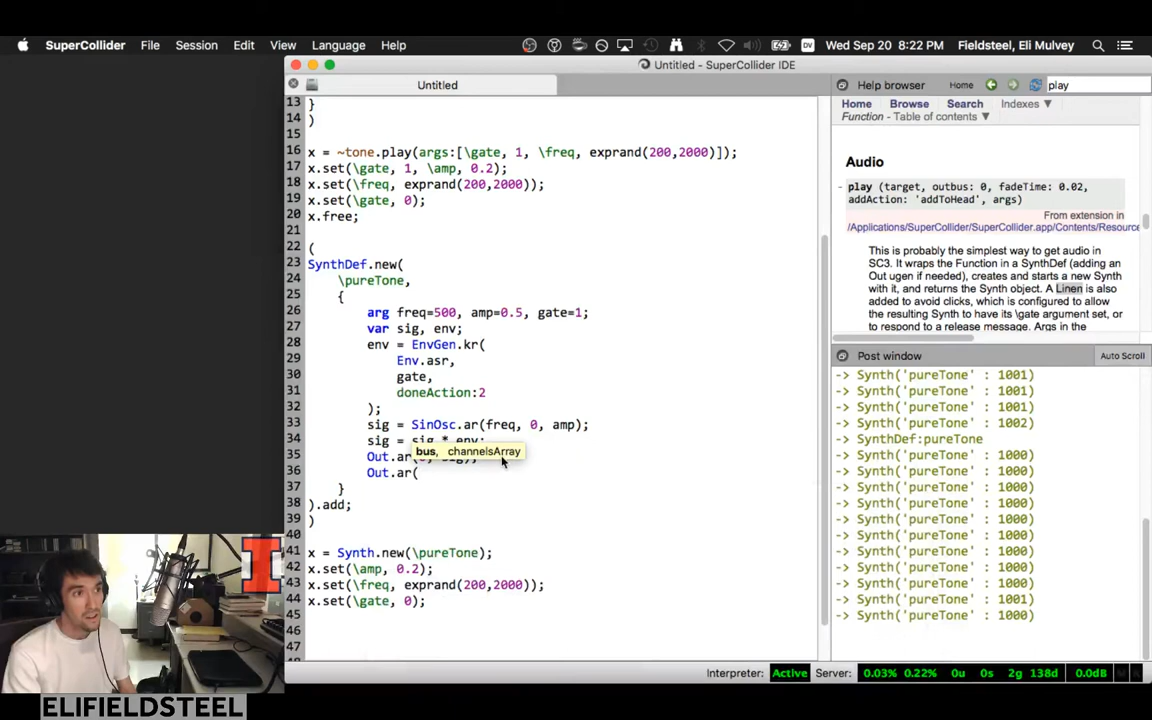 SuperCollider File Session Edit View Language Help DV Wed Sep 20 8:22 PM Fieldsteel, Eli Mulvey
Untitled - SuperCollider IDE
Untitled
13 }
14 )
15
16 x = ~tone.play(args:[\gate, 1, \freq, exprand(200,2000)]);
17 x.set(\gate, 1, \amp, 0.2);
18 x.set(\freq, exprand(200,2000));
19 x.set(\gate, 0);
20 x.free;
21
22 (
23 SynthDef.new(
24 \pureTone,
25 {
26 arg freq=500, amp=0.5, gate=1;
27 var sig, env;
28 env = EnvGen.kr(
29 Env.asr,
30 gate,
31 doneAction:2
32 );
33 sig = SinOsc.ar(freq, 0, amp);
34 sig = sig * env;
bus, channelsArray
35 Out.ar(0, sig);
36 Out.ar(
37 }
38 ).add;
39 )
40
41 x = Synth.new(\pureTone);
42 x.set(\amp, 0.2);
43 x.set(\freq, exprand(200,2000));
44 x.set(\gate, 0);
45
46
47
Help browser Home play
Home Browse Search Indexes ▼
Function - Table of contents ▼
Audio
play (target, outbus: 0, fadeTime: 0.02,
addAction: 'addToHead', args)
From extension in
/Applications/SuperCollider/SuperCollider.app/Contents/Resource
This is probably the simplest way to get audio in
SC3. It wraps the Function in a SynthDef (adding an
Out ugen if needed), creates and starts a new Synth
with it, and returns the Synth object. A Linen is also
added to avoid clicks, which is configured to allow
the resulting Synth to have its \gate argument set, or
to respond to a release message. Args in the
Post window Auto Scroll
-> Synth('pureTone' : 1001)
-> Synth('pureTone' : 1001)
-> Synth('pureTone' : 1001)
-> Synth('pureTone' : 1002)
-> SynthDef:pureTone
-> Synth('pureTone' : 1000)
-> Synth('pureTone' : 1000)
-> Synth('pureTone' : 1000)
-> Synth('pureTone' : 1000)
-> Synth('pureTone' : 1000)
-> Synth('pureTone' : 1000)
-> Synth('pureTone' : 1000)
-> Synth('pureTone' : 1000)
-> Synth('pureTone' : 1000)
-> Synth('pureTone' : 1001)
-> Synth('pureTone' : 1000)
Interpreter: Active Server: 0.03% 0.22% 0u 0s 2g 138d 0.0dB
ELIFIELDSTEEL